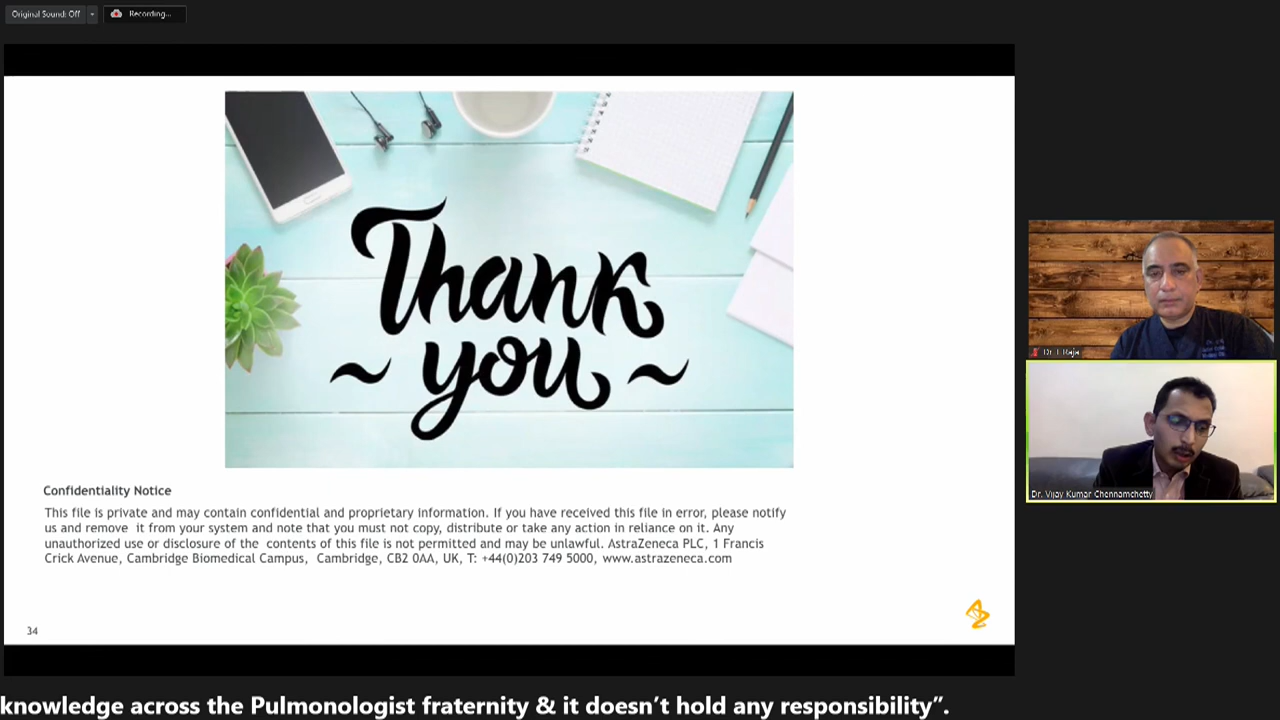 Original Sound: Off
Recording...
Thank
~ you ~
Confidentiality Notice
This file is private and may contain confidential and proprietary information. If you have received this file in error, please notify
us and remove it from your system and note that you must not copy, distribute or take any action in reliance on it. Any
unauthorized use or disclosure of the contents of this file is not permitted and may be unlawful. AstraZeneca PLC, 1 Francis
Crick Avenue, Cambridge Biomedical Campus, Cambridge, CB2 0AA, UK, T: +44(0)203 749 5000, www.astrazeneca.com
34
Raja
Dr. Vijay Kumar Chennamchetty
knowledge across the Pulmonologist fraternity & it doesn't hold any responsibility”.